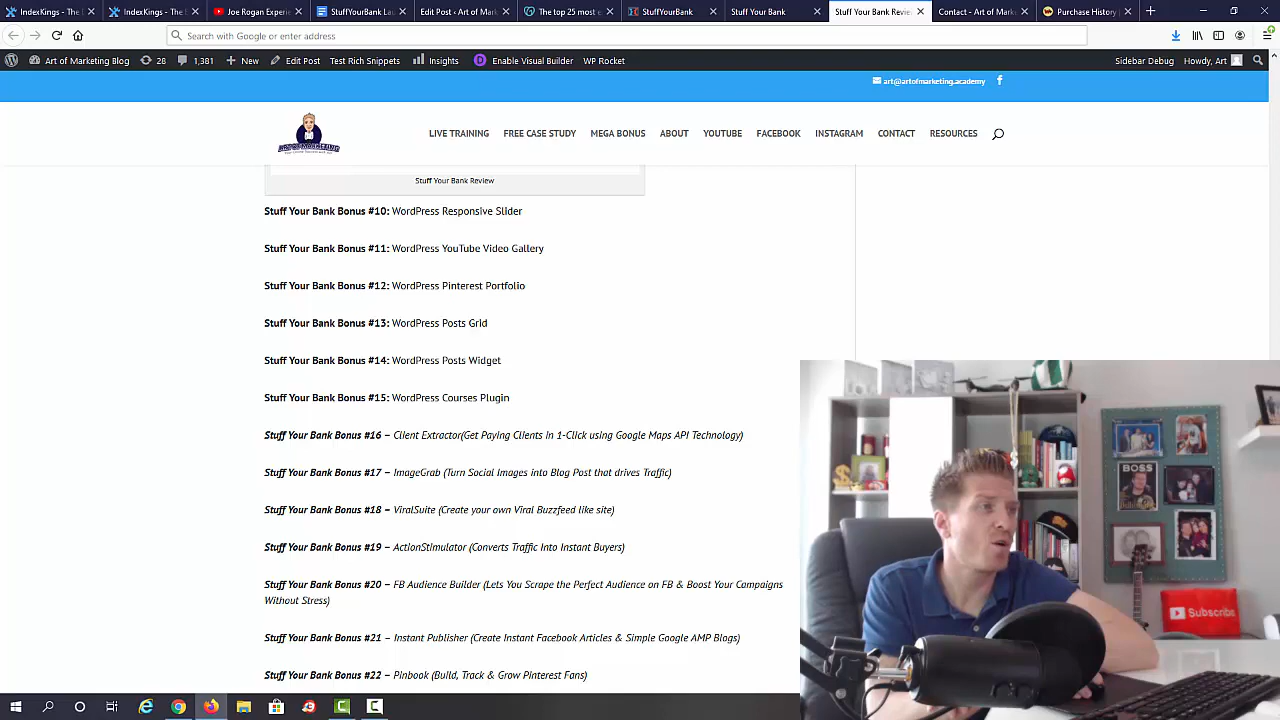 IndexKings - The
IndexKings - The
Joe Rogan Experie
StuffYourBank Lau
Edit Post ‹ Art of Mark
The top 25 most e
StuffYourBank
Stuff Your Bank
Stuff Your Bank Revie
Contact - Art of Mark
Purchase History
Search with Google or enter address
Art of Marketing Blog
28
1,381
New
Edit Post
Test Rich Snippets
Insights
Enable Visual Builder
WP Rocket
Sidebar Debug
Howdy, Art
art@artofmarketing.academy
ART OF MARKETING
LIVE TRAINING
FREE CASE STUDY
MEGA BONUS
ABOUT
YOUTUBE
FACEBOOK
INSTAGRAM
CONTACT
RESOURCES
Stuff Your Bank Review
Stuff Your Bank Bonus #10: WordPress Responsive Slider
Stuff Your Bank Bonus #11: WordPress YouTube Video Gallery
Stuff Your Bank Bonus #12: WordPress Pinterest Portfolio
Stuff Your Bank Bonus #13: WordPress Posts Grid
Stuff Your Bank Bonus #14: WordPress Posts Widget
Stuff Your Bank Bonus #15: WordPress Courses Plugin
Stuff Your Bank Bonus #16 – Client Extractor(Get Paying Clients in 1-Click using Google Maps API Technology)
Stuff Your Bank Bonus #17 – ImageGrab (Turn Social Images into Blog Post that drives Traffic)
Stuff Your Bank Bonus #18 – ViralSuite (Create your own Viral Buzzfeed like site)
Stuff Your Bank Bonus #19 – ActionStimulator (Converts Traffic Into Instant Buyers)
Stuff Your Bank Bonus #20 – FB Audience Builder (Lets You Scrape the Perfect Audience on FB & Boost Your Campaigns
Without Stress)
Stuff Your Bank Bonus #21 – Instant Publisher (Create Instant Facebook Articles & Simple Google AMP Blogs)
Stuff Your Bank Bonus #22 – Pinbook (Build, Track & Grow Pinterest Fans)
BOSS
Subscribe